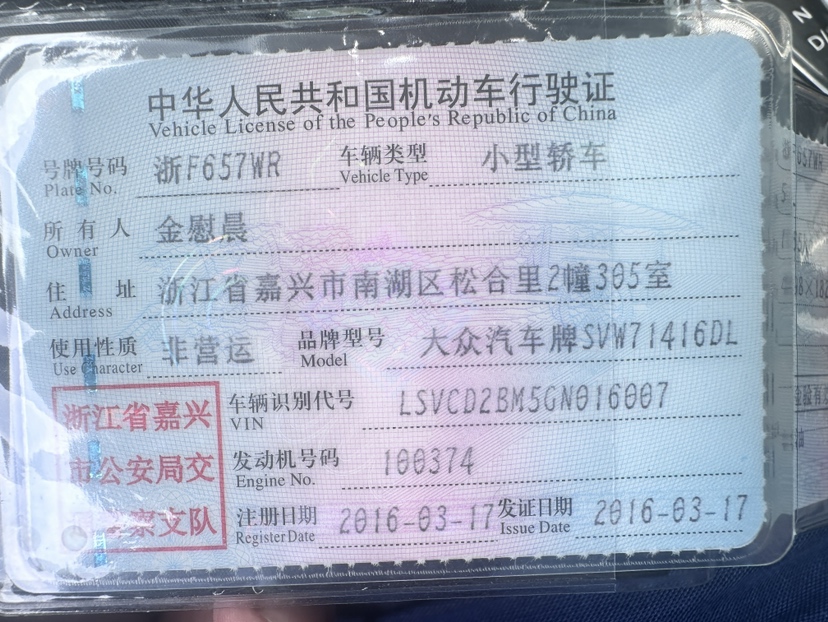 中华人民共和国机动车行驶证
Vehicle License of the People's Republic of China
号牌号码 浙F657WR 车辆类型 小型轿车
Plate No. Vehicle Type
所有人 金慰晨
Owner
住址 浙江省嘉兴市南湖区松合里2幢305室
Address
使用性质 非营运 品牌型号 大众汽车牌SVW71416DL
Use Character Model
浙江省嘉兴
市公安局交
警察支队
车辆识别代号 LSVCD2BM5GN016007
VIN
发动机号码 100374
Engine No.
注册日期 2016-03-17 发证日期 2016-03-17
Register Date Issue Date